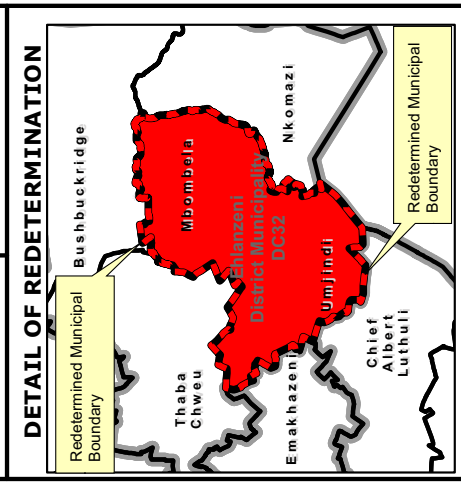 DETAIL OF REDETERMINATION
Bushbuckridge
Redetermined Municipal
Boundary
Mbombela
Nkomazi
Thaba
Chweu
Ehlanzeni
District Municipality
DC32
Umjindi
Emakhazeni
Chief
Albert
Luthuli
Redetermined Municipal
Boundary